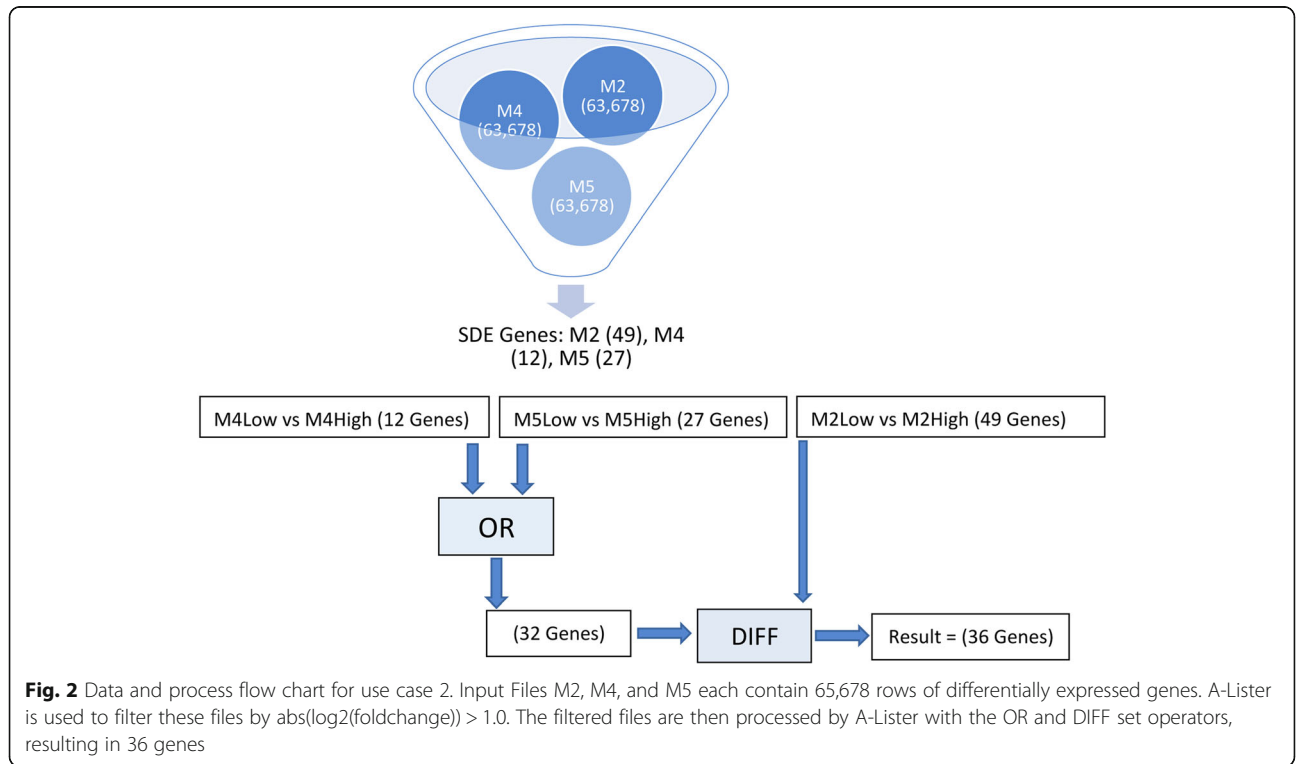 M2
(63,678)
M4
(63,678)
M5
(63,678)
SDE Genes: M2 (49), M4
(12), M5 (27)
M4Low vs M4High (12 Genes)
M5Low vs M5High (27 Genes)
M2Low vs M2High (49 Genes)
OR
(32 Genes)
DIFF
Result = (36 Genes)
Fig. 2 Data and process flow chart for use case 2. Input Files M2, M4, and M5 each contain 65,678 rows of differentially expressed genes. A-Lister
is used to filter these files by abs(log2(foldchange)) > 1.0. The filtered files are then processed by A-Lister with the OR and DIFF set operators,
resulting in 36 genes